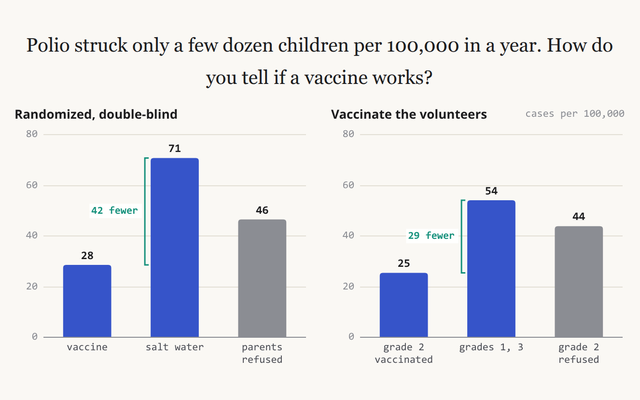 Polio struck only a few dozen children per 100,000 in a year. How do
you tell if a vaccine works?
Randomized, double-blind
80
60
40
20
0
28
71
46
42 fewer
vaccine
salt water
parents
refused
Vaccinate the volunteers
cases per 100,000
80
60
40
20
0
25
54
44
29 fewer
grade 2
vaccinated
grades 1, 3
grade 2
refused